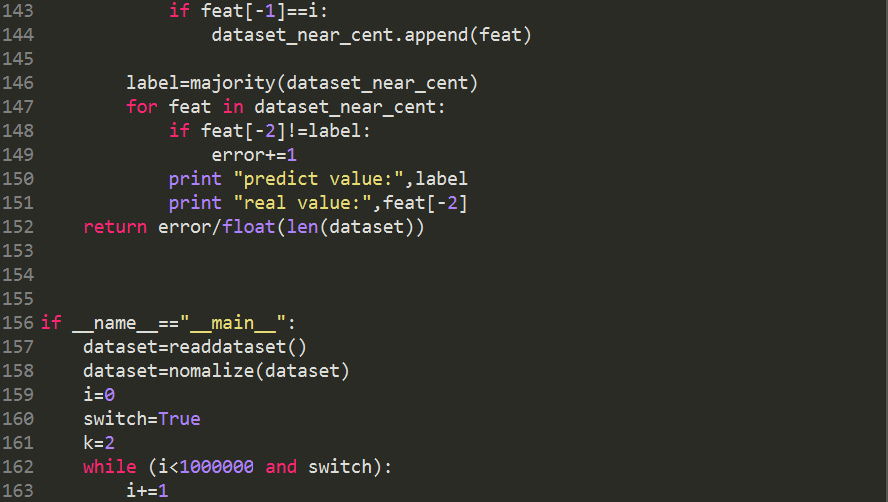 143             if feat[-1]==i:
144                 dataset_near_cent.append(feat)
145
146         label=majority(dataset_near_cent)
147         for feat in dataset_near_cent:
148             if feat[-2]!=label:
149                 error+=1
150             print "predict value:",label
151             print "real value:",feat[-2]
152     return error/float(len(dataset))
153
154
155
156 if __name__=="__main__":
157     dataset=readdataset()
158     dataset=nomalize(dataset)
159     i=0
160     switch=True
161     k=2
162     while (i<1000000 and switch):
163         i+=1